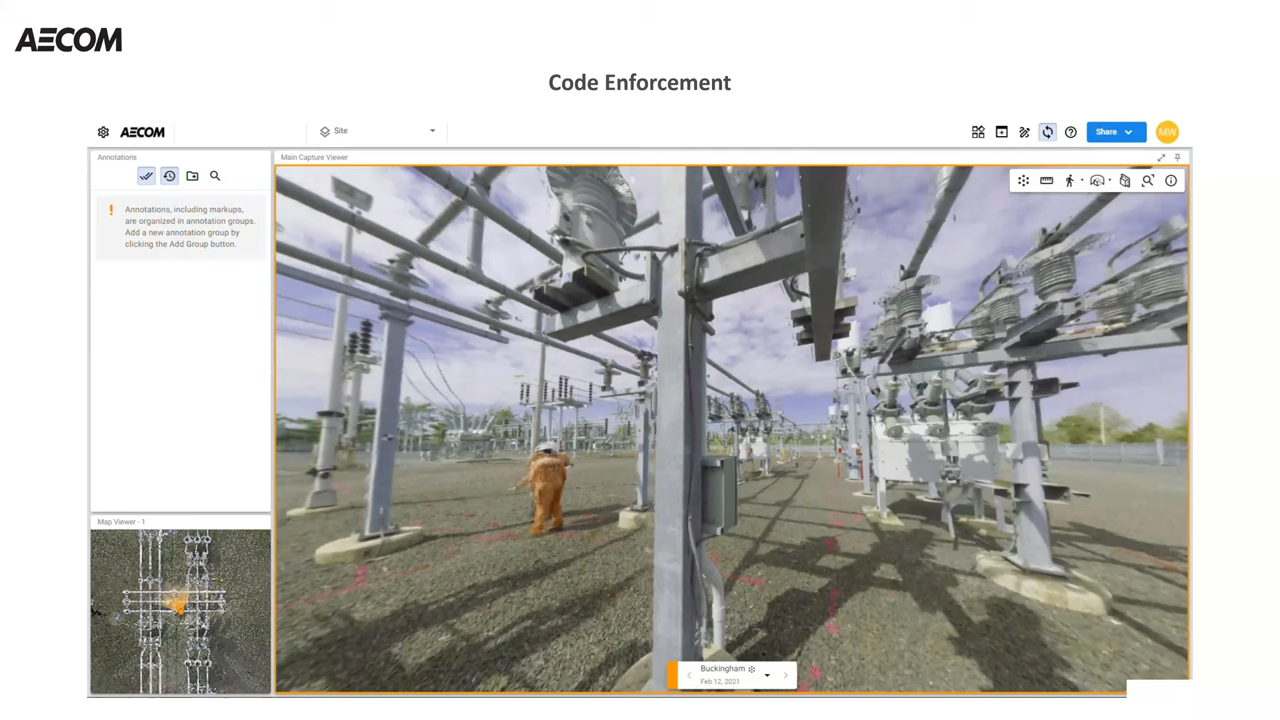 AECOM
Code Enforcement
AECOM
Site
Share
MW
Annotations
Main Capture Viewer
Annotations, including markups,
are organized in annotation groups.
Add a new annotation group by
clicking the Add Group button.
Map Viewer - 1
Buckingham
Feb 12, 2021